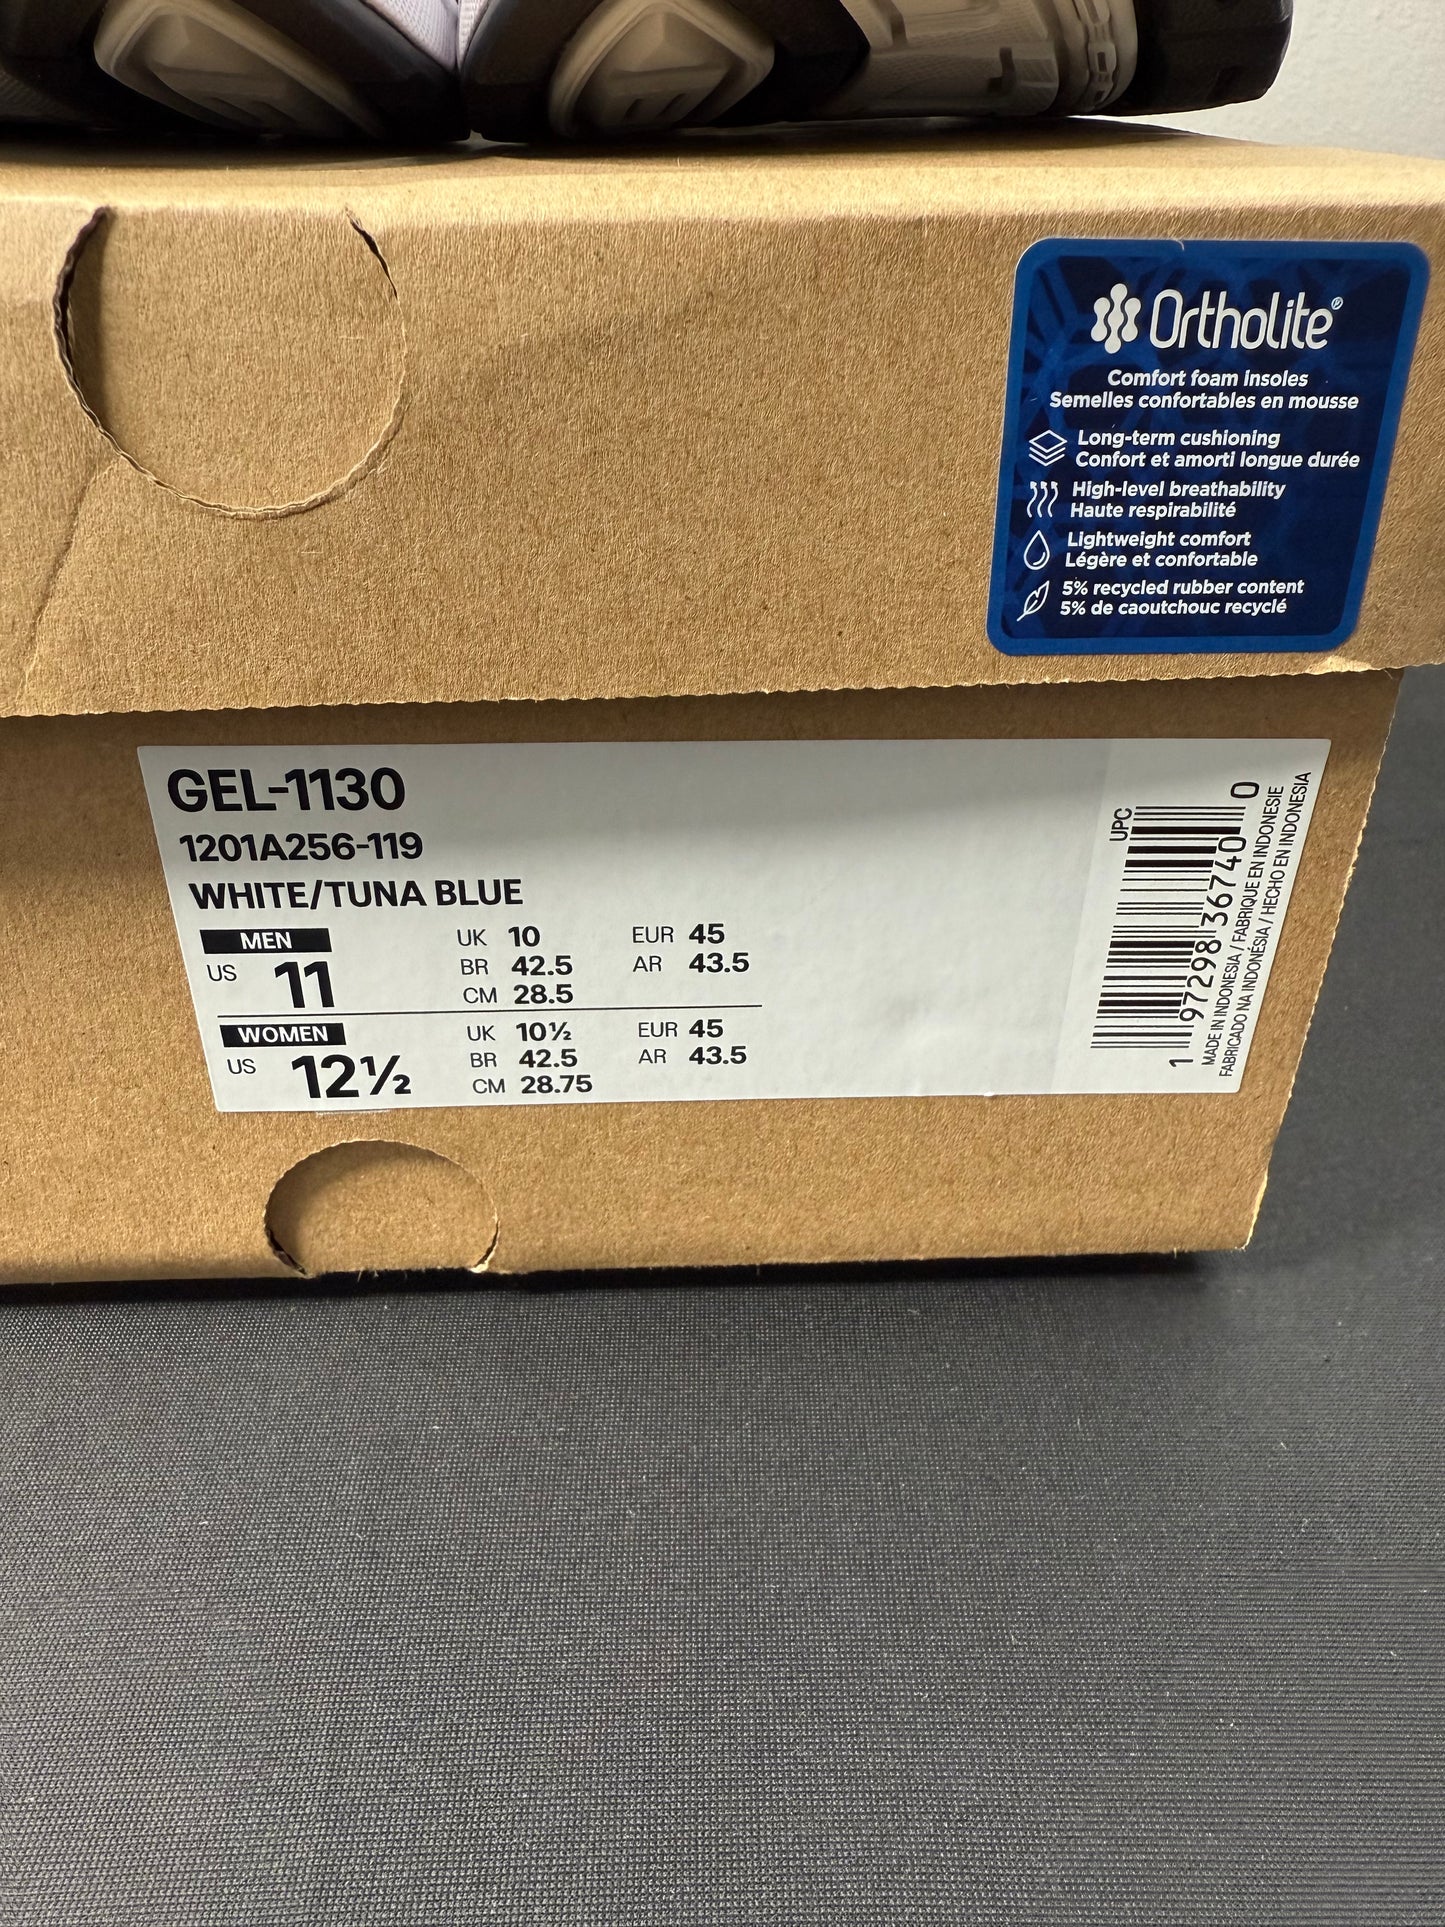 Ortholite®
Comfort foam insoles
Semelles confortables en mousse
Long-term cushioning
Confort et amorti longue durée
High-level breathability
Haute respirabilité
Lightweight comfort
Légère et confortable
5% recycled rubber content
5% de caoutchouc recyclé
GEL-1130
1201A256-119
WHITE/TUNA BLUE
MEN
US 11
UK 10
BR 42.5
CM 28.5
EUR 45
AR 43.5
WOMEN
US 12½
UK 10½
BR 42.5
CM 28.75
EUR 45
AR 43.5
UPC
1 97298 36740 0
MADE IN INDONESIA / FABRIQUE EN INDONESIE
FABRICADO NA INDONÉSIA / HECHO EN INDONESIA